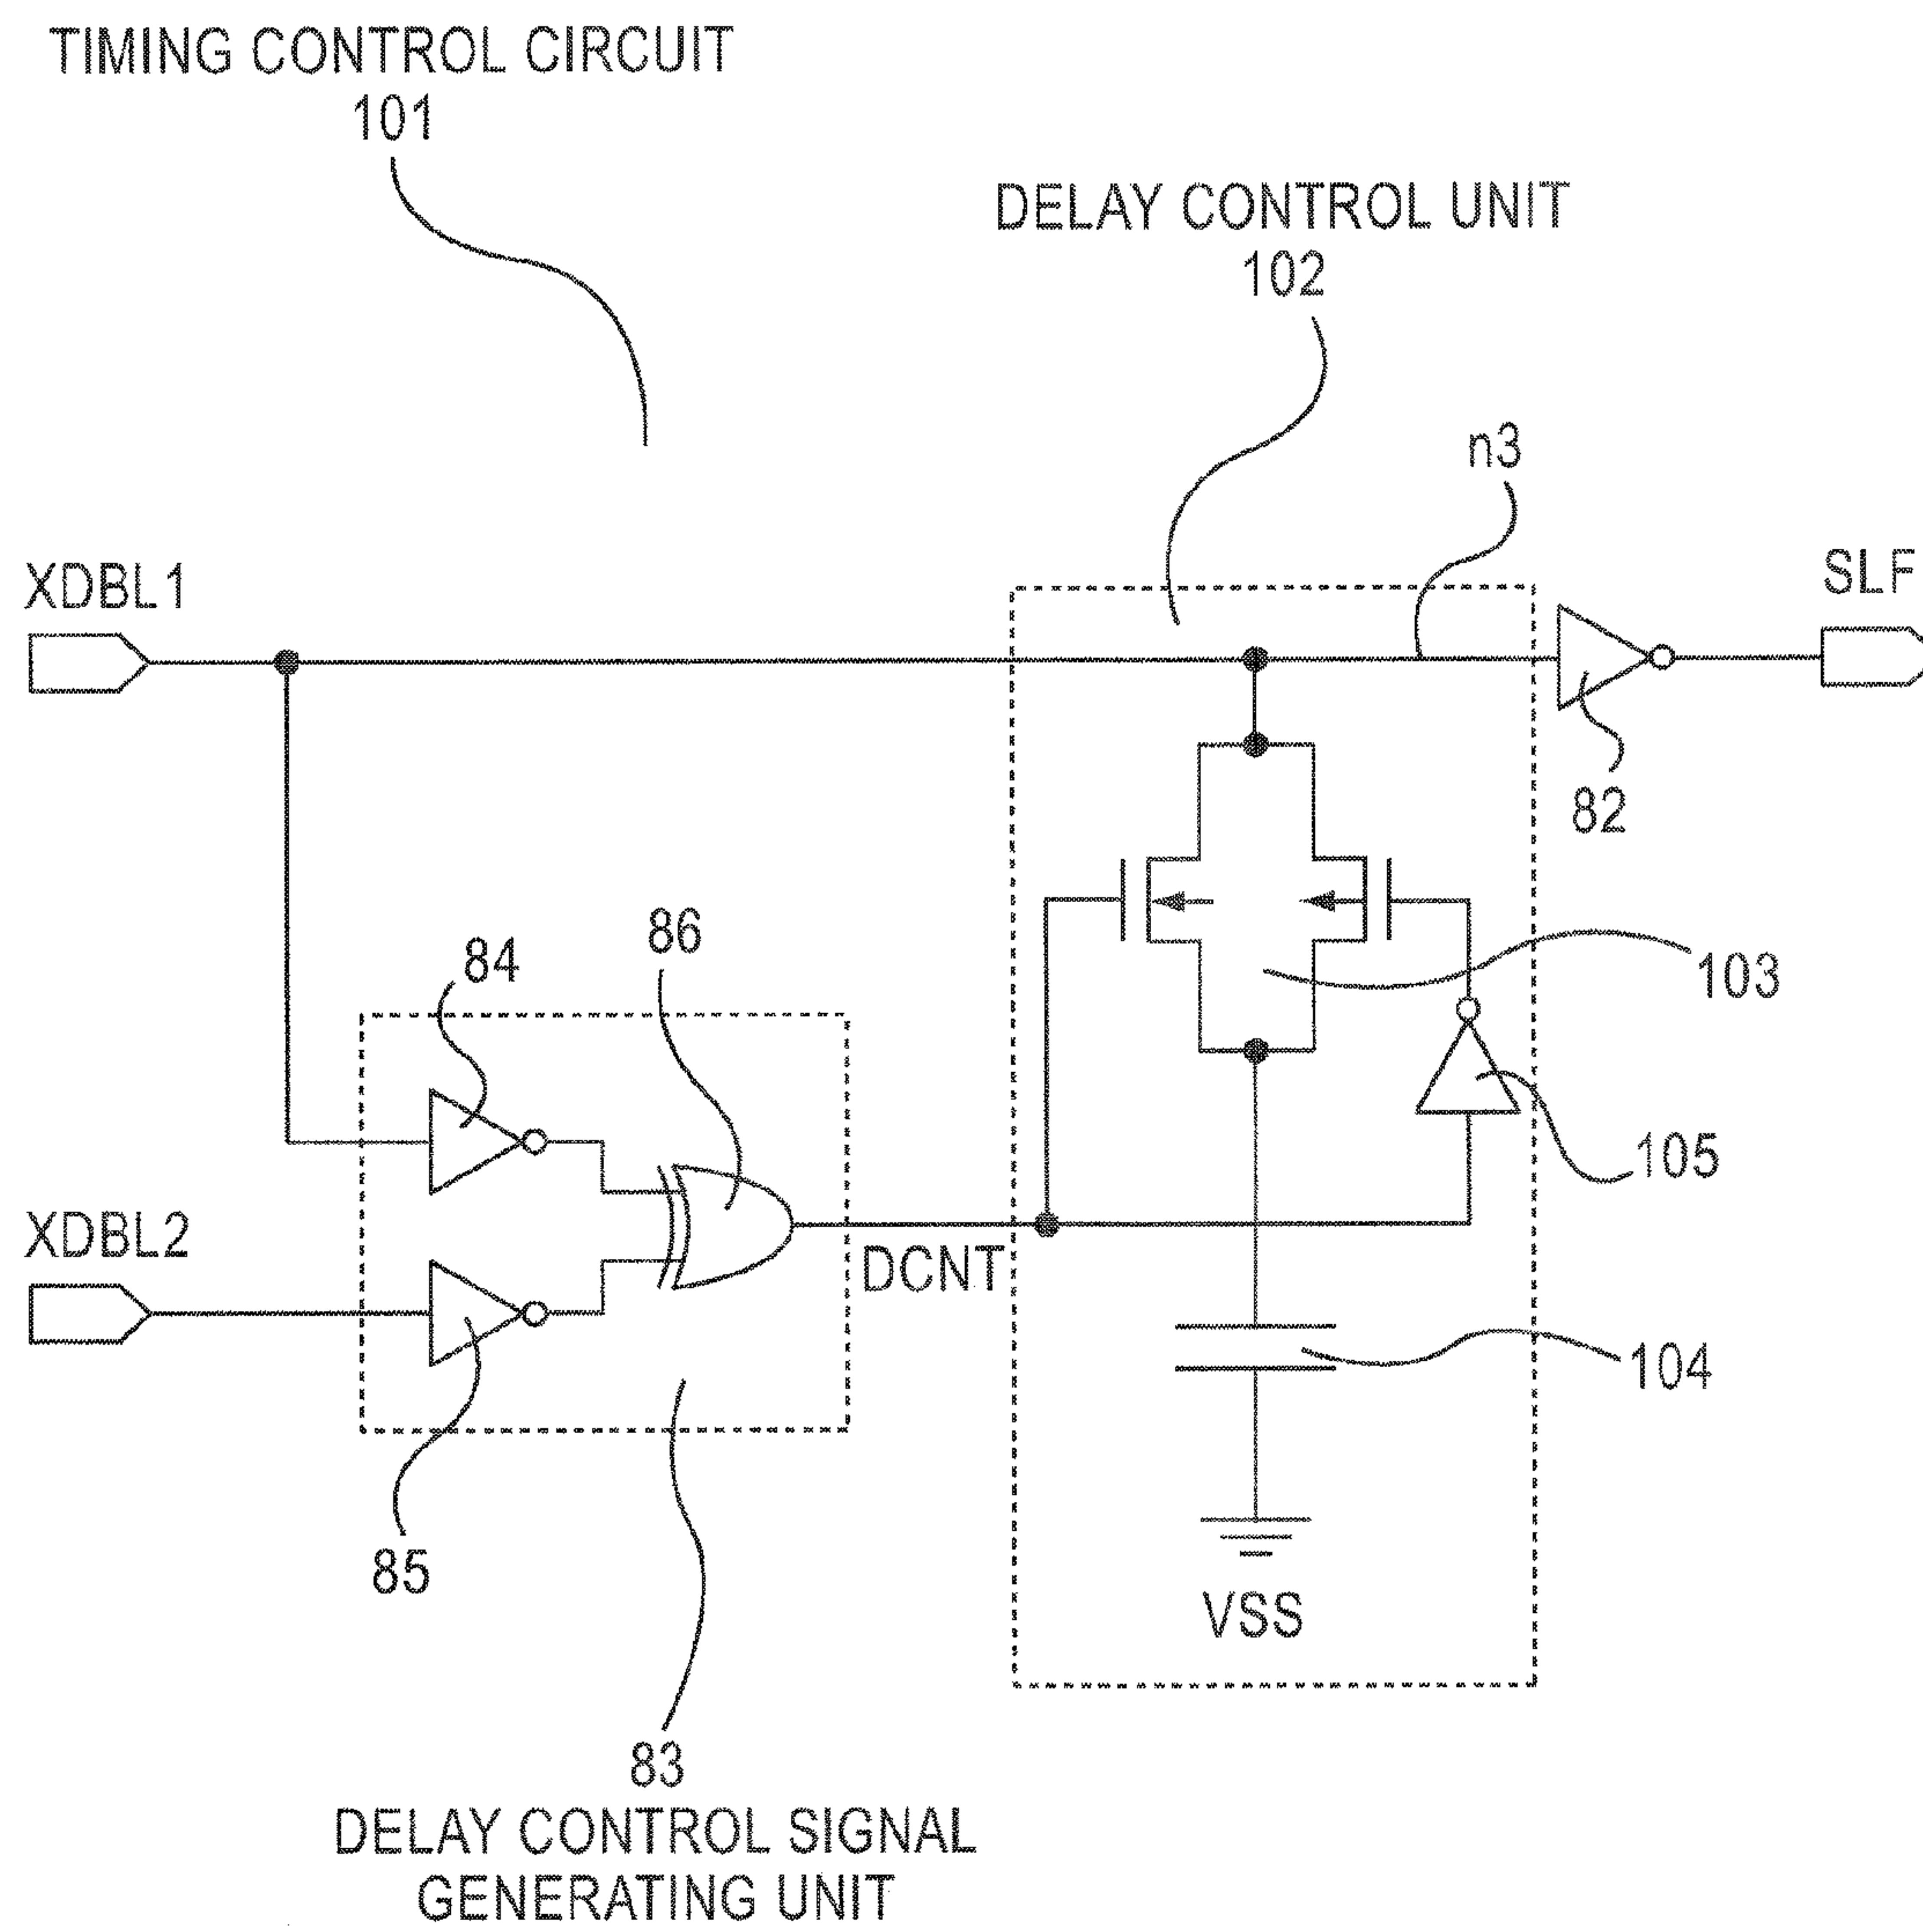 TIMING CONTROL CIRCUIT
101
DELAY CONTROL UNIT
102
n3
XDBL1
SLF
82
86
84
103
105
XDBL2
DCNT
104
85
VSS
83
DELAY CONTROL SIGNAL
GENERATING UNIT